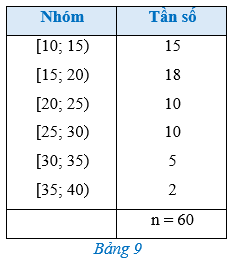 Nhóm Tần số
[10; 15) 15
[15; 20) 18
[20; 25) 10
[25; 30) 10
[30; 35) 5
[35; 40) 2
n = 60
Bảng 9